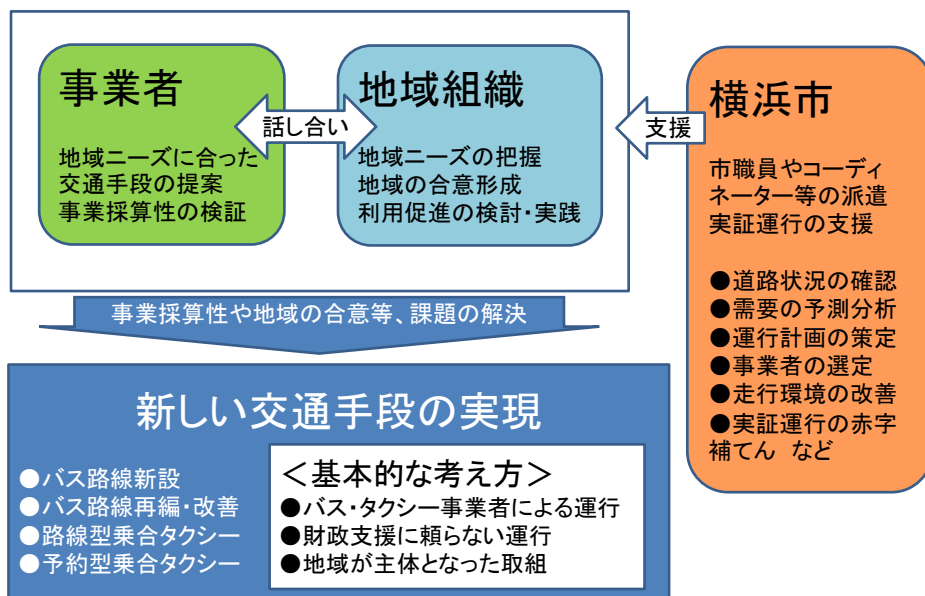 事業者
地域ニーズに合った
交通手段の提案
事業採算性の検証
話し合い
地域組織
地域ニーズの把握
地域の合意形成
利用促進の検討・実践
支援
横浜市
市職員やコーディ
ネーター等の派遣
実証運行の支援
●道路状況の確認
●需要の予測分析
●運行計画の策定
●事業者の選定
●走行環境の改善
●実証運行の赤字
補てん など
事業採算性や地域の合意等、課題の解決
新しい交通手段の実現
●バス路線新設
●バス路線再編・改善
●路線型乗合タクシー
●予約型乗合タクシー
＜基本的な考え方＞
●バス・タクシー事業者による運行
●財政支援に頼らない運行
●地域が主体となった取組